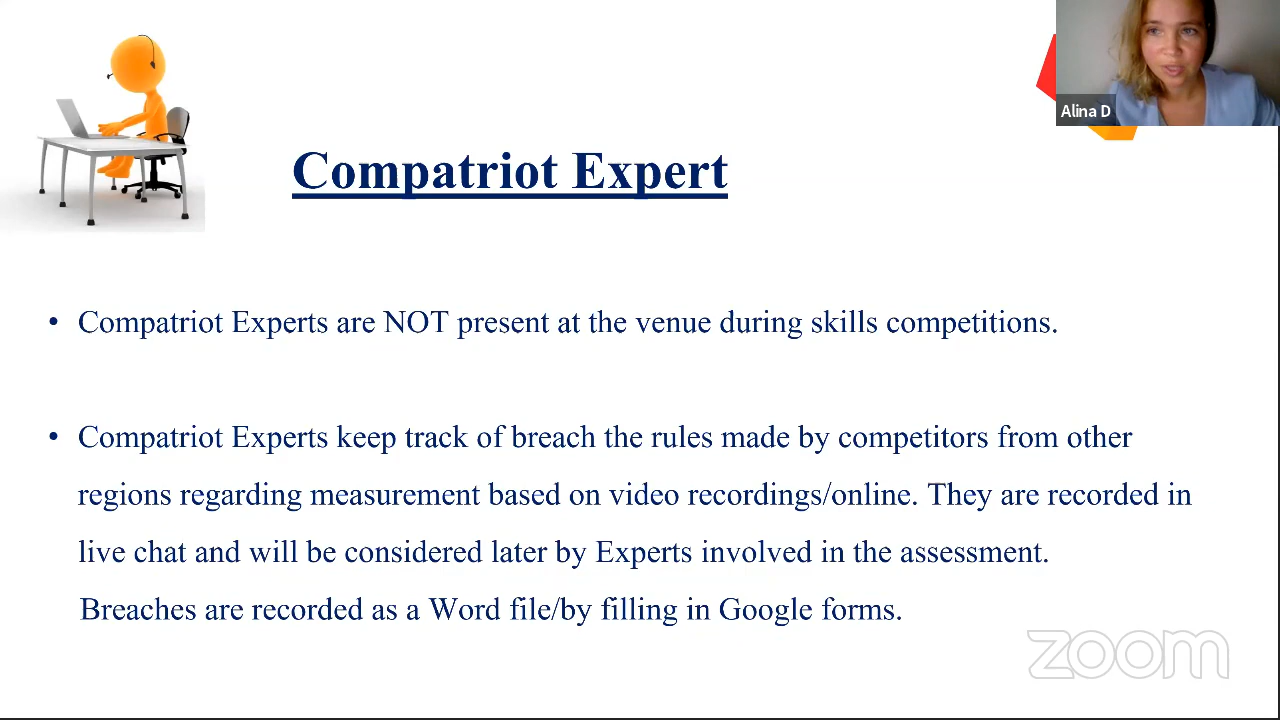 Alina D
Compatriot Expert
• Compatriot Experts are NOT present at the venue during skills competitions.
• Compatriot Experts keep track of breach the rules made by competitors from other
regions regarding measurement based on video recordings/online. They are recorded in
live chat and will be considered later by Experts involved in the assessment.
Breaches are recorded as a Word file/by filling in Google forms.
zoom